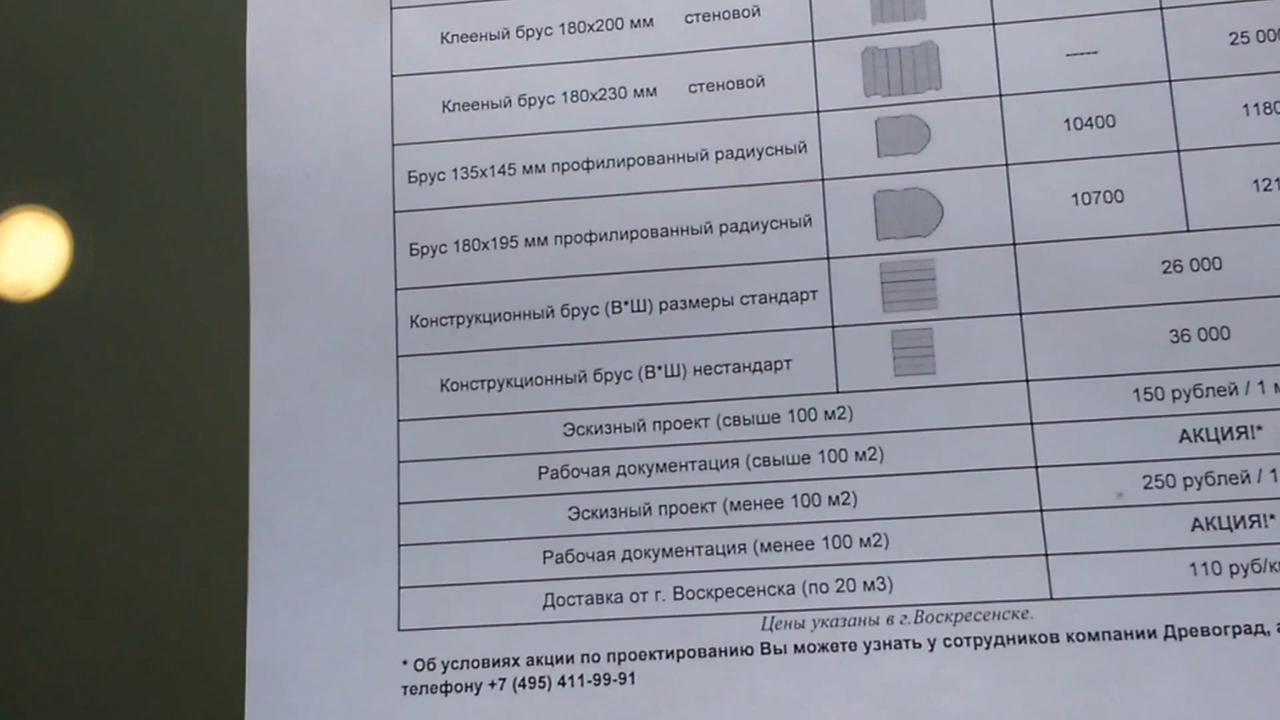 Клееный брус 180х200 мм стеновой
Клееный брус 180х230 мм стеновой ----- 25 00
Брус 135х145 мм профилированный радиусный 10400 1180
Брус 180х195 мм профилированный радиусный 10700 121
Конструкционный брус (В*Ш) размеры стандарт 26 000
Конструкционный брус (В*Ш) нестандарт 36 000
Эскизный проект (свыше 100 м2) 150 рублей / 1 м
Рабочая документация (свыше 100 м2) АКЦИЯ!*
Эскизный проект (менее 100 м2) 250 рублей / 1
Рабочая документация (менее 100 м2) АКЦИЯ!*
Доставка от г. Воскресенска (по 20 м3) 110 руб/к
Цены указаны в г.Воскресенске.
* Об условиях акции по проектированию Вы можете узнать у сотрудников компании Древоград, а
телефону +7 (495) 411-99-91